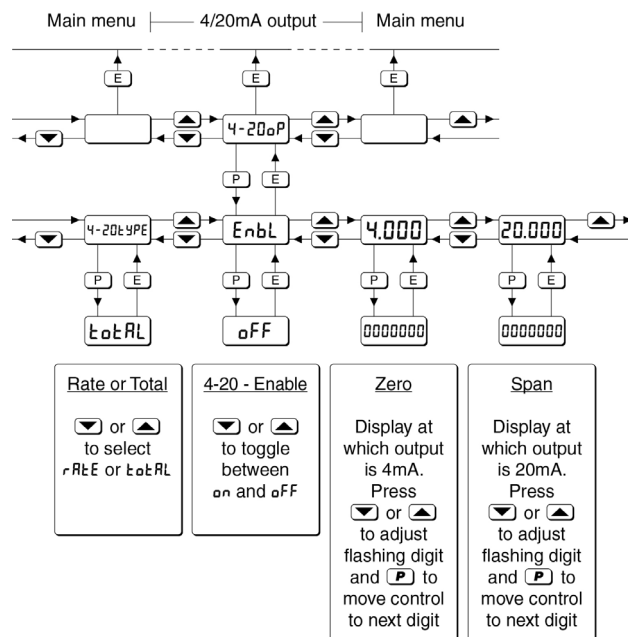 Main menu
4/20mA output
Main menu
E
E
E
4-20oP
P
E
4-20tYPE
EnbL
4.000
20.000
P
E
P
E
P
E
P
E
totAL
oFF
0000000
0000000
Rate or Total
or
to select
rAtE or totAL
4-20 - Enable
or
to toggle
between
on and oFF
Zero
Display at
which output
is 4mA.
Press
or
to adjust
flashing digit
and P to
move control
to next digit
Span
Display at
which output
is 20mA.
Press
or
to adjust
flashing digit
and P to
move control
to next digit